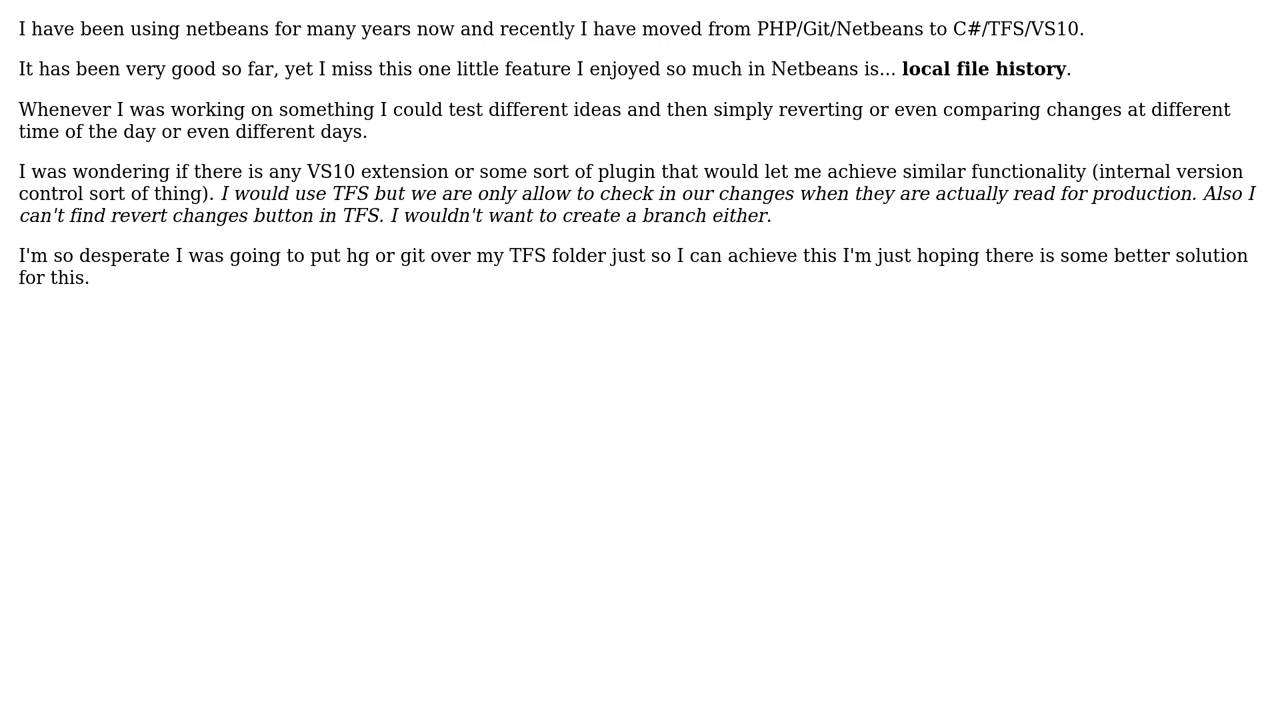 I have been using netbeans for many years now and recently I have moved from PHP/Git/Netbeans to C#/TFS/VS10.
It has been very good so far, yet I miss this one little feature I enjoyed so much in Netbeans is... local file history.
Whenever I was working on something I could test different ideas and then simply reverting or even comparing changes at different
time of the day or even different days.
I was wondering if there is any VS10 extension or some sort of plugin that would let me achieve similar functionality (internal version
control sort of thing). I would use TFS but we are only allow to check in our changes when they are actually read for production. Also I
can't find revert changes button in TFS. I wouldn't want to create a branch either.
I'm so desperate I was going to put hg or git over my TFS folder just so I can achieve this I'm just hoping there is some better solution
for this.